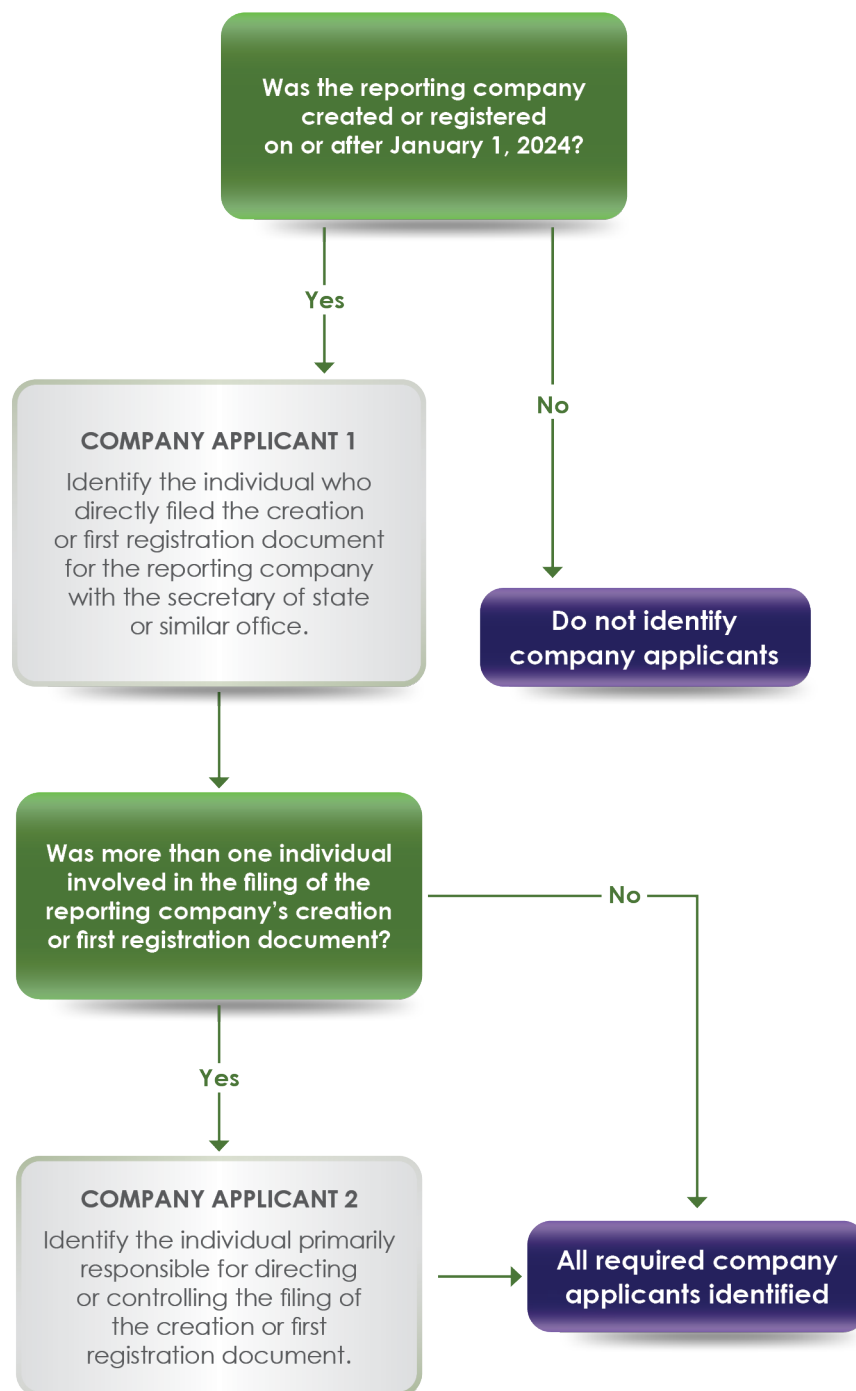 Was the reporting company
created or registered
on or after January 1, 2024?
Yes
No
COMPANY APPLICANT 1
Identify the individual who
directly filed the creation
or first registration document
for the reporting company
with the secretary of state
or similar office.
Do not identify
company applicants
Was more than one individual
involved in the filing of the
reporting company’s creation
or first registration document?
No
Yes
COMPANY APPLICANT 2
Identify the individual primarily
responsible for directing
or controlling the filing of
the creation or first
registration document.
All required company
applicants identified